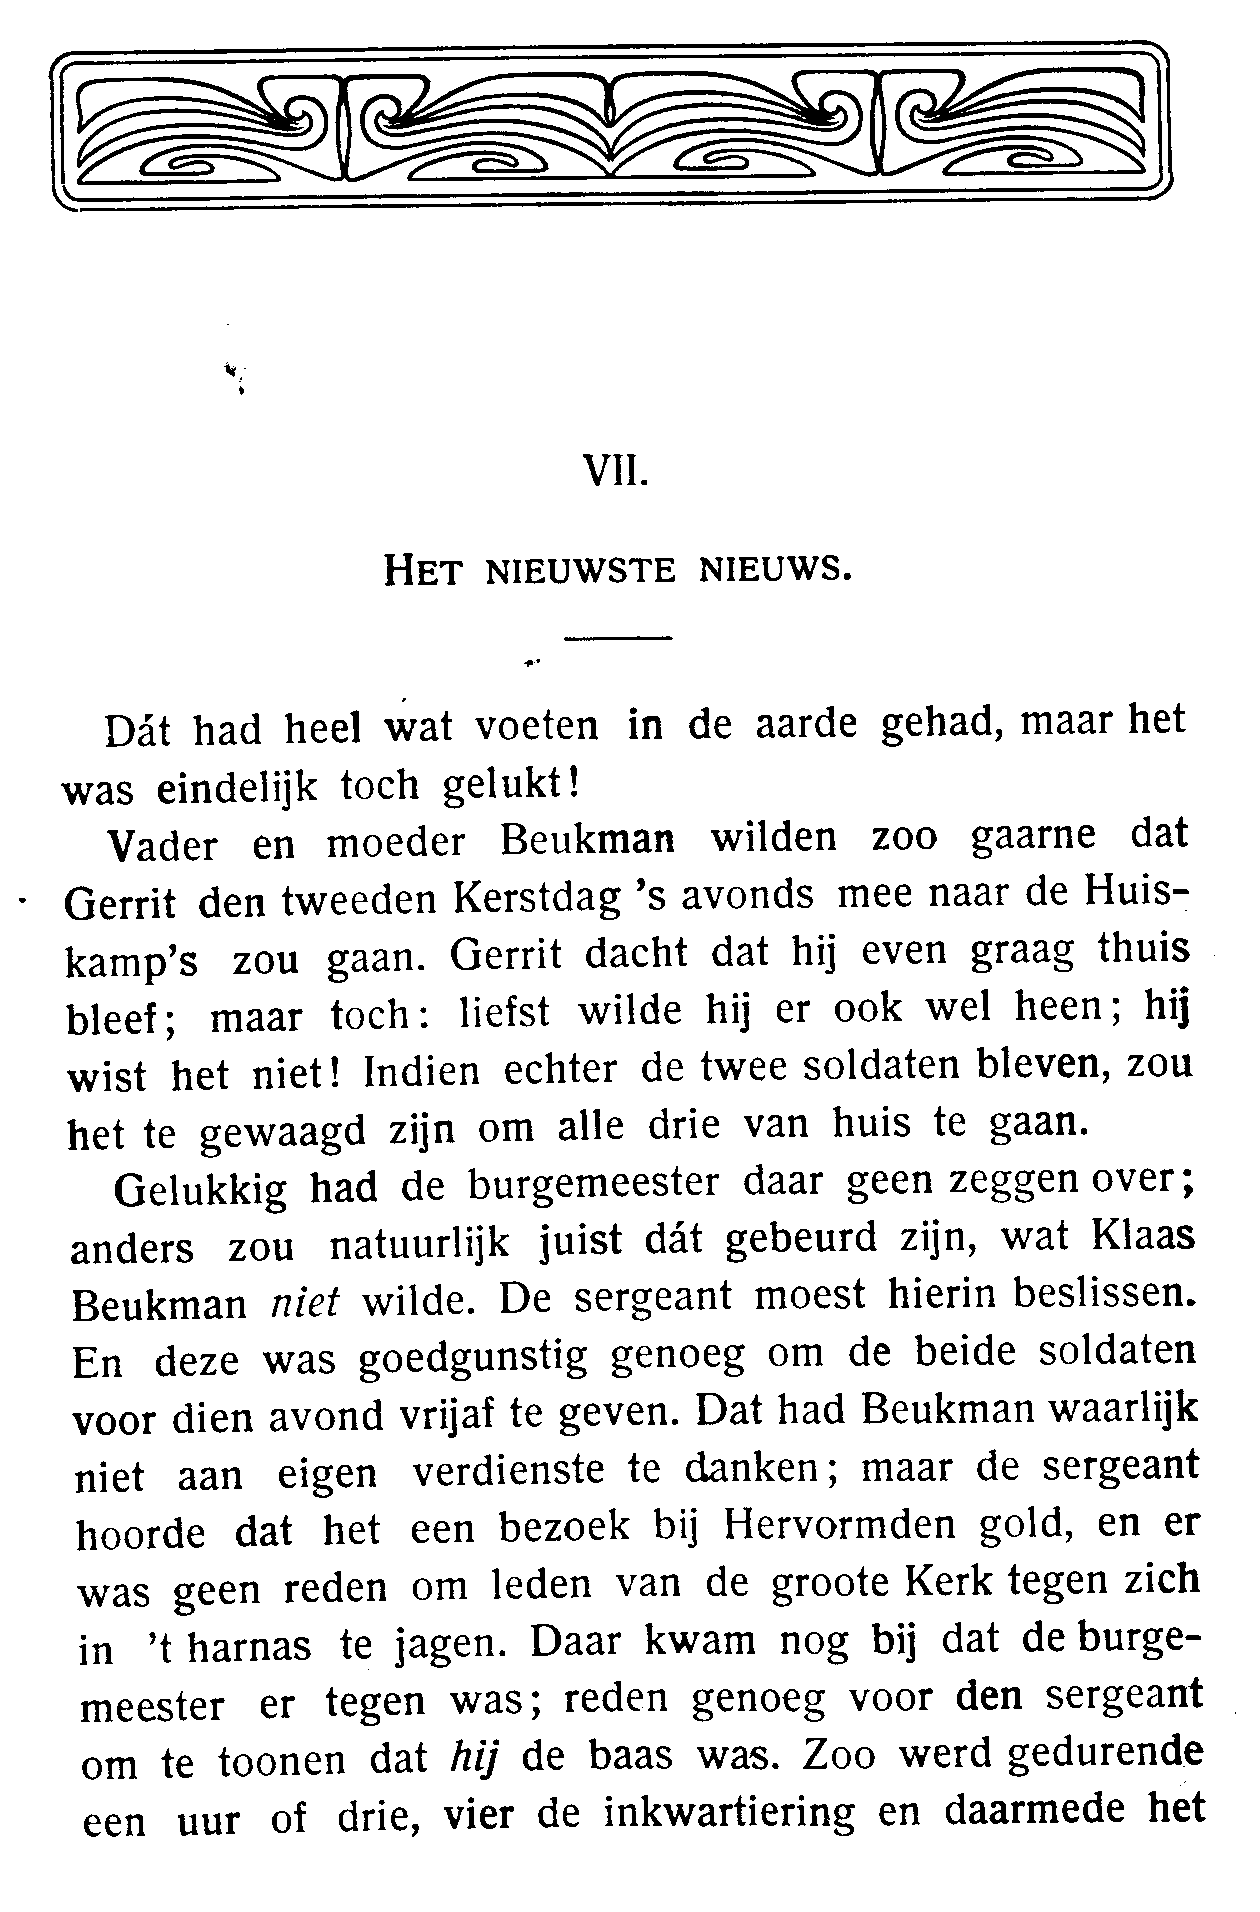 VII.
HET NIEUWSTE NIEUWS.
Dát had heel wat voeten in de aarde gehad, maar het
was eindelijk toch gelukt!
Vader en moeder Beukman wilden zoo gaarne dat
Gerrit den tweeden Kerstdag 's avonds mee naar de Huis-
kamp's zou gaan. Gerrit dacht dat hij even graag thuis
bleef; maar toch: liefst wilde hij er ook wel heen; hij
wist het niet! Indien echter de twee soldaten bleven, zou
het te gewaagd zijn om alle drie van huis te gaan.
Gelukkig had de burgemeester daar geen zeggen over;
anders zou natuurlijk juist dát gebeurd zijn, wat Klaas
Beukman niet wilde. De sergeant moest hierin beslissen.
En deze was goedgunstig genoeg om de beide soldaten
voor dien avond vrijaf te geven. Dat had Beukman waarlijk
niet aan eigen verdienste te danken; maar de sergeant
hoorde dat het een bezoek bij Hervormden gold, en er
was geen reden om leden van de groote Kerk tegen zich
in 't harnas te jagen. Daar kwam nog bij dat de burge-
meester er tegen was; reden genoeg voor den sergeant
om te toonen dat hij de baas was. Zoo werd gedurende
een uur of drie, vier de inkwartiering en daarmede het